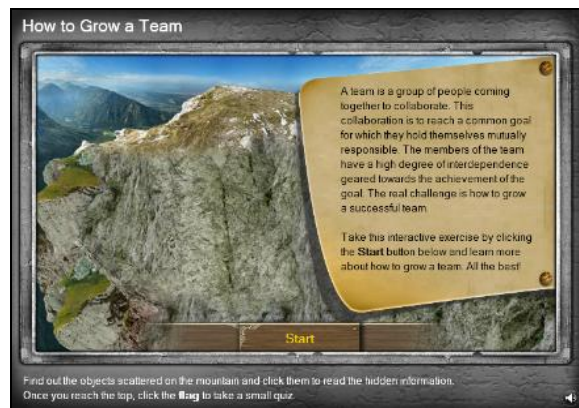 How to Grow a Team
A team is a group of people coming
together to collaborate. This
collaboration is to reach a common goal
for which they hold themselves mutually
responsible. The members of the team
have a high degree of interdependence
geared towards the achievement of the
goal. The real challenge is how to grow
a successful team.
Take this interactive exercise by clicking
the Start button below and learn more
about how to grow a team. All the best!
Start
Find out the objects scattered on the mountain and click them to read the hidden information.
Once you reach the top, click the flag to take a small quiz.